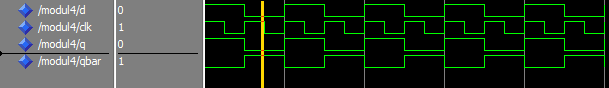 /modul4/d 0
/modul4/clk 1
/modul4/q 0
/modul4/qbar 1